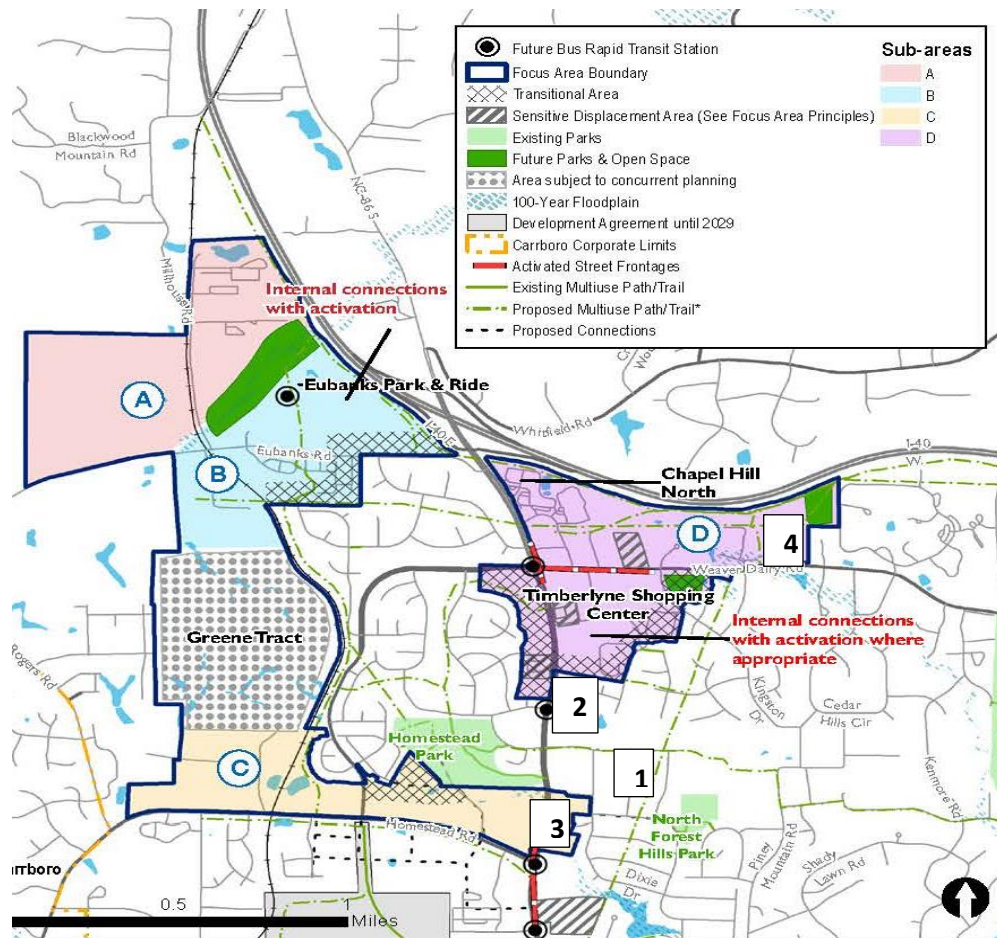 Future Bus Rapid Transit Station
Focus Area Boundary
Transitional Area
Sensitive Displacement Area (See Focus Area Principles)
Existing Parks
Future Parks & Open Space
Area subject to concurrent planning
100-Year Floodplain
Development Agreement until 2029
Carrboro Corporate Limits
Activated Street Frontages
Existing Multiuse Path/Trail
Proposed Multiuse Path/Trail*
Proposed Connections
Sub-areas
A
B
C
D
Blackwood
Mountain Rd
NC-86 S
Millhouse Rd
Internal connections
with activation
Eubanks Park & Ride
A
I-40 E
Whitfield Rd
I-40
W
Eubanks Rd
B
Chapel Hill
North
D
4
Weaver Dairy Rd
Timberlyne Shopping
Center
Internal connections
with activation where
appropriate
Greene Tract
Rogers Rd
2
Kingston
Dr
Cedar
Hills Cir
Homestead
Park
C
1
Kenmore Rd
3
Homestead Rd
North
Forest
Hills Park
Piney
Mountain Rd
Shady
Lawn Rd
Dixie
Dr
rrboro
0.5
1
Miles